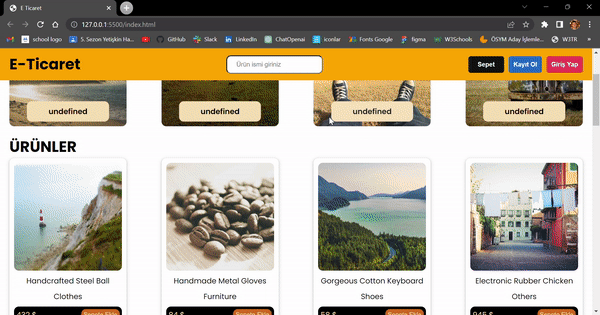 E Ticaret
127.0.0.1:5500/index.html
school logo
5. Sezon Yetişkin Ha...
GitHub
Slack
LinkedIn
ChatOpenai
iconlar
Fonts Google
figma
W3Schools
ÖSYM Aday İşlemle...
W3TR
E-Ticaret
Ürün ismi giriniz
Sepet
Kayıt Ol
Giriş Yap
undefined
undefined
undefined
undefined
ÜRÜNLER
Handcrafted Steel Ball
Clothes
Handmade Metal Gloves
Furniture
Gorgeous Cotton Keyboard
Shoes
Electronic Rubber Chicken
Others
432 $
Sepete Ekle
84 $
Sepete Ekle
58 $
Sepete Ekle
945 $
Sepete Ekle